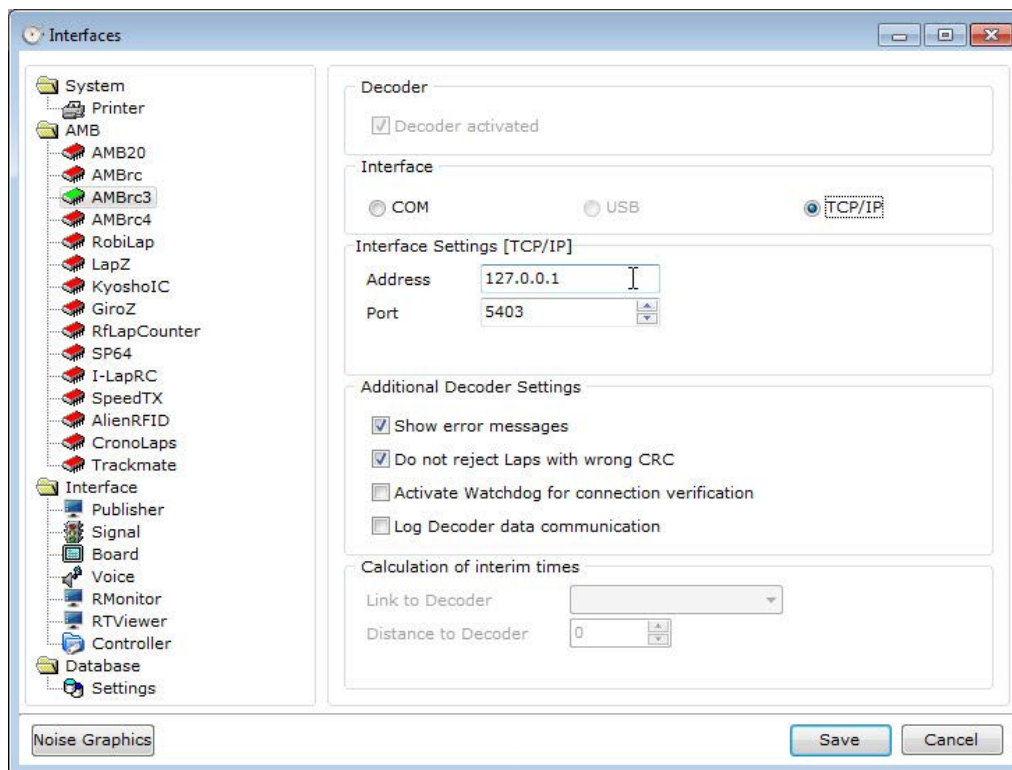 Interfaces
System
Printer
AMB
AMB20
AMBrc
AMBrc3
AMBrc4
RobiLap
LapZ
KyoshoIC
GiroZ
RfLapCounter
SP64
I-LapRC
SpeedTX
AlienRFID
CronoLaps
Trackmate
Interface
Publisher
Signal
Board
Voice
RMonitor
RTViewer
Controller
Database
Settings
Decoder
Decoder activated
Interface
COM USB TCP/IP
Interface Settings [TCP/IP]
Address 127.0.0.1
Port 5403
Additional Decoder Settings
Show error messages
Do not reject Laps with wrong CRC
Activate Watchdog for connection verification
Log Decoder data communication
Calculation of interim times
Link to Decoder
Distance to Decoder 0
Noise Graphics Save Cancel